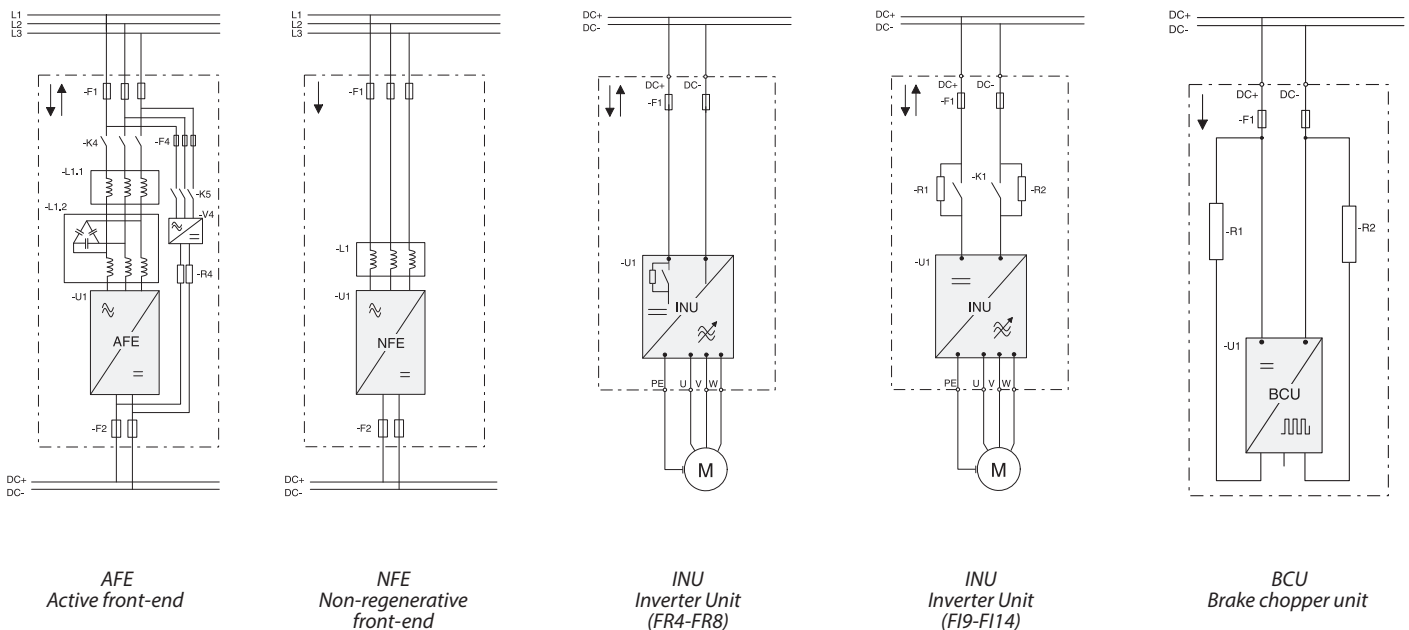 L1
L2
L3
-F1
-K4
-F4
-L1.1
-K5
-L1.2
-V4
-R4
-U1
AFE
-F2
DC+
DC-
AFE
Active front-end
L1
L2
L3
-F1
-L1
-U1
NFE
-F2
DC+
DC-
NFE
Non-regenerative
front-end
DC+
DC-
DC+ DC-
-F1
-U1
INU
PE U V W
M
INU
Inverter Unit
(FR4-FR8)
DC+
DC-
DC+ DC-
-F1
-R1 -K1 -R2
-U1
INU
PE U V W
M
INU
Inverter Unit
(FI9-FI14)
DC+
DC-
DC+ DC-
-F1
-R1 -R2
-U1
BCU
BCU
Brake chopper unit